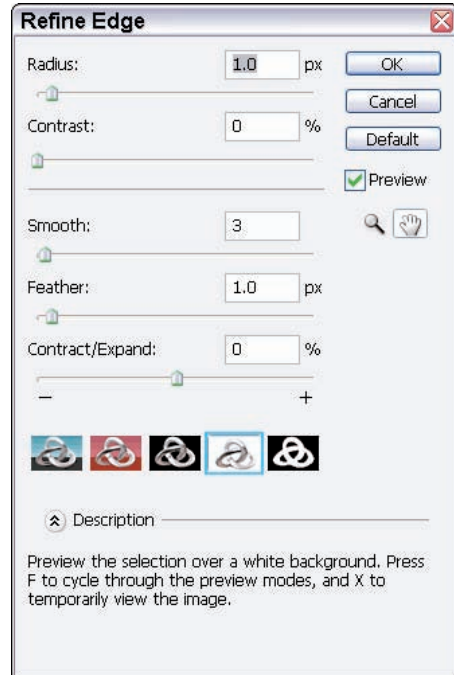 Refine Edge
Radius: 1.0 px
OK
Cancel
Contrast: 0 %
Default
Preview
Smooth: 3
Feather: 1.0 px
Contract/Expand: 0 %
− +
Description
Preview the selection over a white background. Press
F to cycle through the preview modes, and X to
temporarily view the image.